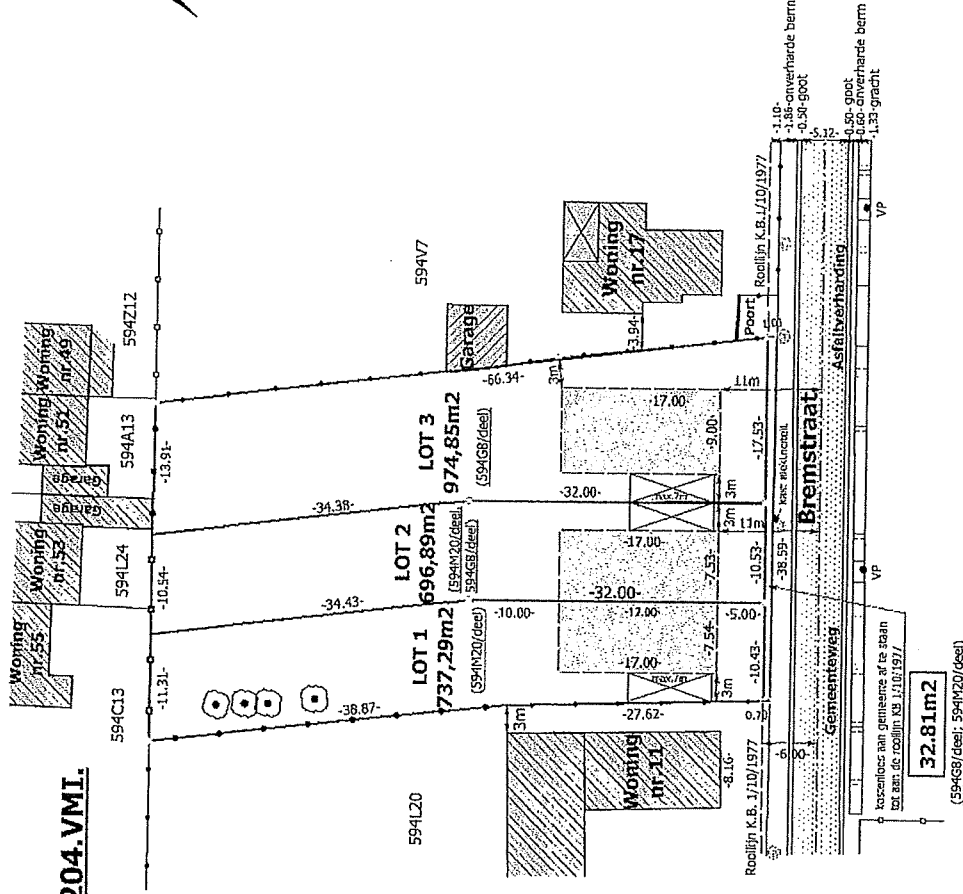 204.VMI.
Woning
nr.55
Woning
nr.53
Garage
Garage
Woning
nr.51
Woning
nr.49
594C13
594L24
594A13
594Z12
-11.31-
-10.54-
-13.91-
594L20
594V7
-38.87-
-34.43-
-34.38-
-66.34-
LOT 1
737,29m2
(594M20/deel)
LOT 2
696,89m2
(594M20/deel;
594G8/deel)
LOT 3
974,85m2
(594G8/deel)
Garage
Woning
nr.17
-3.94-
3m
3m
-10.00-
-32.00-
-32.00-
-17.00-
-17.00-
-17.00-
-17.00-
Woning
nr.11
-8.16-
-27.62-
max.7m
max.7m
3m
-7.54-
-7.53-
3m
3m
-9.00-
11m
11m
-5.00-
Poort
0.70
-10.43-
-10.53-
-17.53-
-38.59-
Rooilijn K.B. 1/10/1977
Rooilijn K.B.1/10/1977
-6.00-
Gemeenteweg
Bremstraat
Asfaltverharding
-1.10-
-1.86-onverharde berm
-0.50-goot
-5.12-
-0.50- goot
-0.60- onverharde berm
-1.33-gracht
VP
VP
kosteloos aan gemeente af te staan
tot aan de rooilijn KB 1/10/1977
32.81m2
(594G8/deel; 594M20/deel)